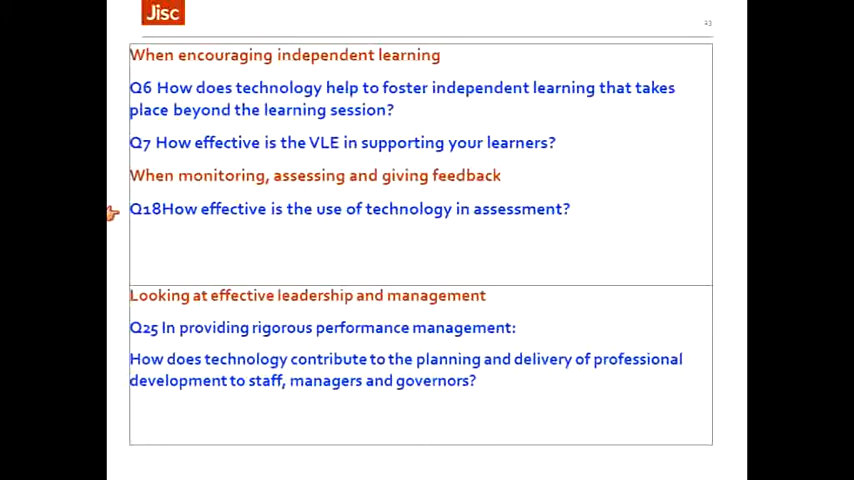 Jisc
23
When encouraging independent learning
Q6 How does technology help to foster independent learning that takes
place beyond the learning session?
Q7 How effective is the VLE in supporting your learners?
When monitoring, assessing and giving feedback
Q18How effective is the use of technology in assessment?
Looking at effective leadership and management
Q25 In providing rigorous performance management:
How does technology contribute to the planning and delivery of professional
development to staff, managers and governors?